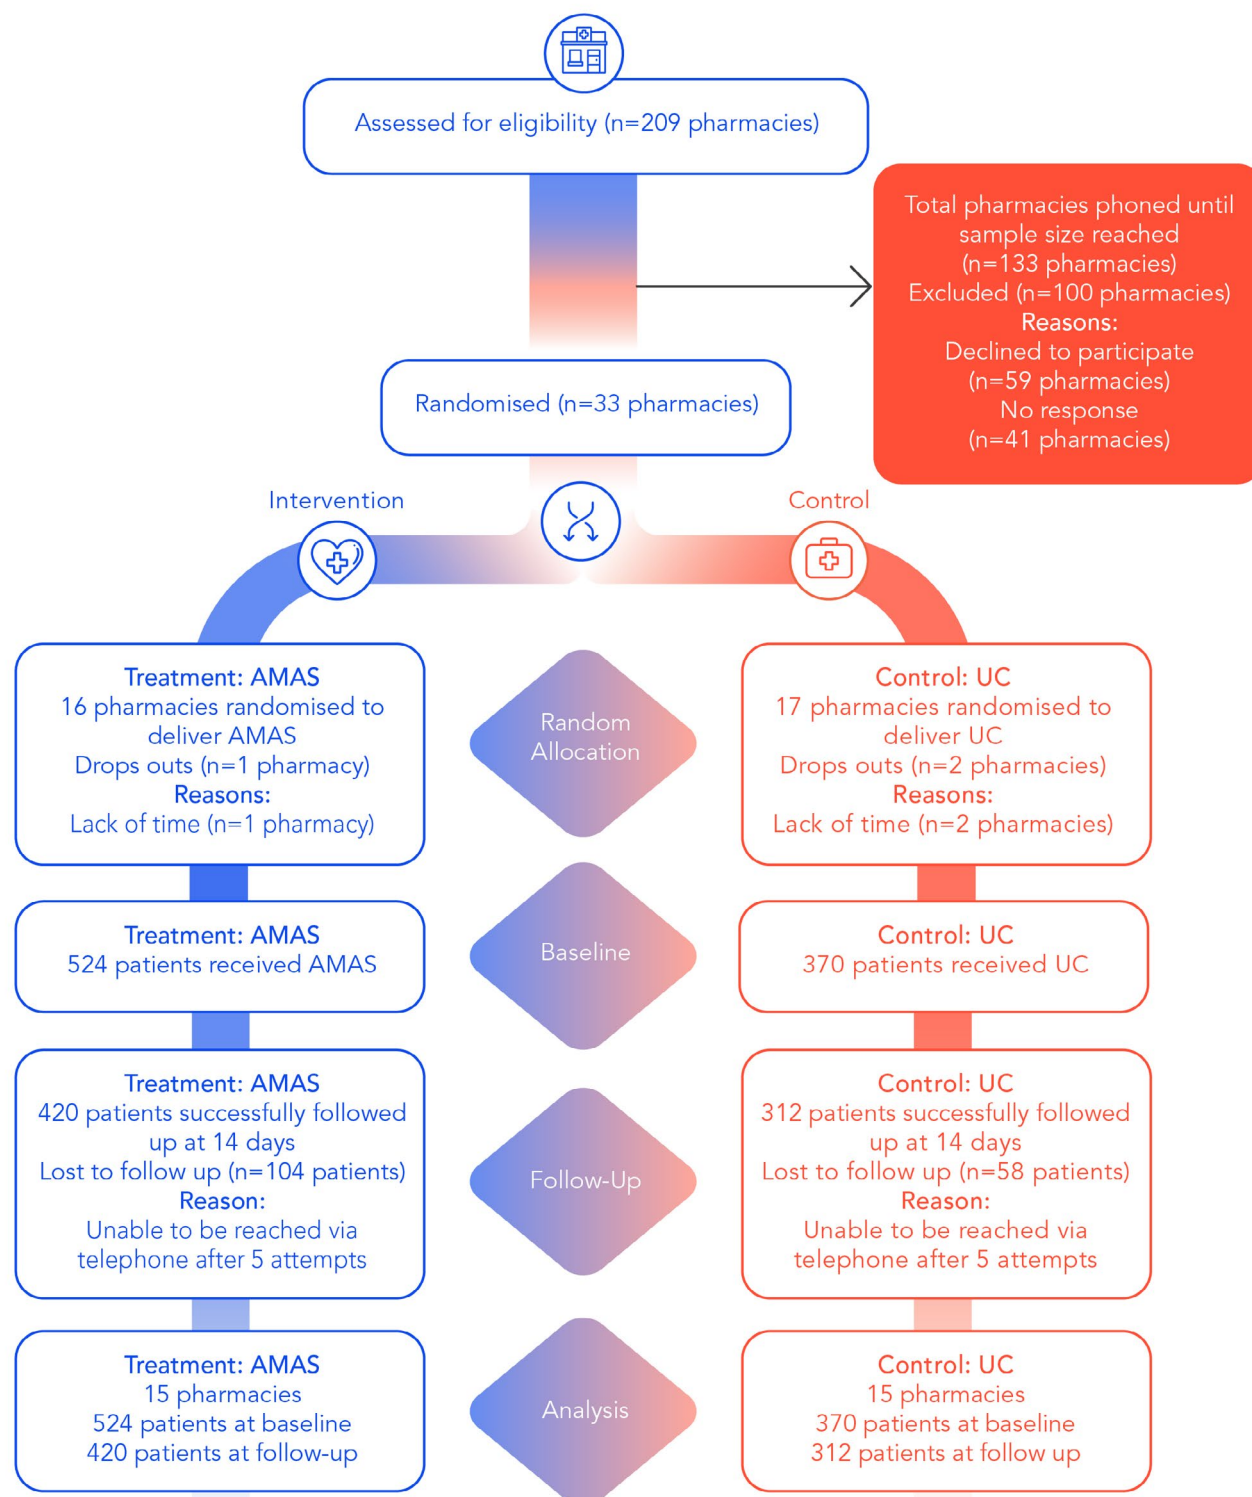 Assessed for eligibility (n=209 pharmacies)
Total pharmacies phoned until
sample size reached
(n=133 pharmacies)
Excluded (n=100 pharmacies)
Reasons:
Declined to participate
(n=59 pharmacies)
No response
(n=41 pharmacies)
Randomised (n=33 pharmacies)
Intervention
Control
Treatment: AMAS
16 pharmacies randomised to
deliver AMAS
Drops outs (n=1 pharmacy)
Reasons:
Lack of time (n=1 pharmacy)
Random
Allocation
Control: UC
17 pharmacies randomised to
deliver UC
Drops outs (n=2 pharmacies)
Reasons:
Lack of time (n=2 pharmacies)
Treatment: AMAS
524 patients received AMAS
Baseline
Control: UC
370 patients received UC
Treatment: AMAS
420 patients successfully followed
up at 14 days
Lost to follow up (n=104 patients)
Reason:
Unable to be reached via
telephone after 5 attempts
Follow-Up
Control: UC
312 patients successfully followed
up at 14 days
Lost to follow up (n=58 patients)
Reason:
Unable to be reached via
telephone after 5 attempts
Treatment: AMAS
15 pharmacies
524 patients at baseline
420 patients at follow-up
Analysis
Control: UC
15 pharmacies
370 patients at baseline
312 patients at follow up